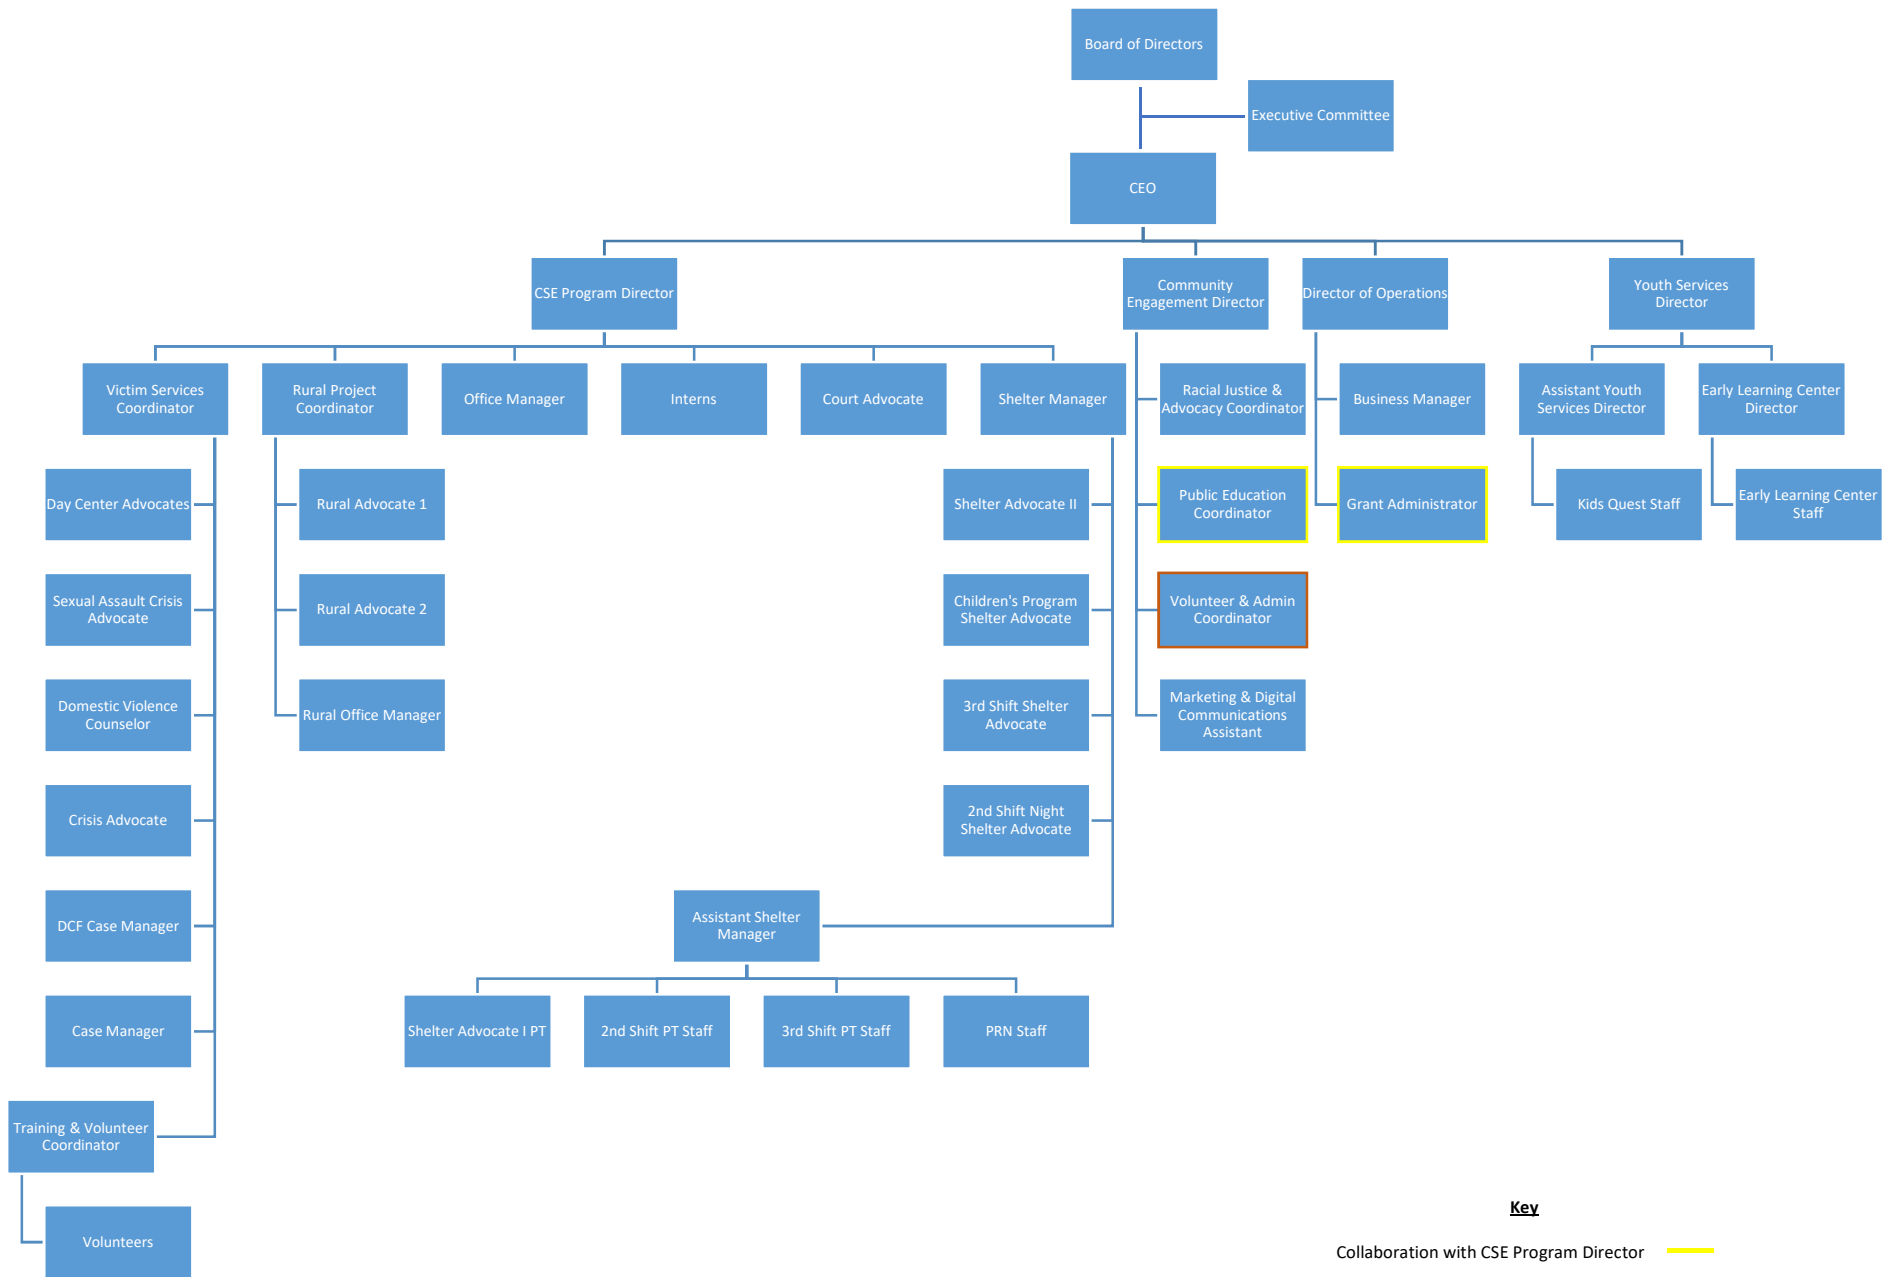 Board of Directors
Executive Committee
CEO
CSE Program Director
Community
Engagement Director
Director of Operations
Youth Services
Director
Victim Services
Coordinator
Rural Project
Coordinator
Office Manager
Interns
Court Advocate
Shelter Manager
Racial Justice &
Advocacy Coordinator
Business Manager
Assistant Youth
Services Director
Early Learning Center
Director
Day Center Advocates
Rural Advocate 1
Shelter Advocate II
Public Education
Coordinator
Grant Administrator
Kids Quest Staff
Early Learning Center
Staff
Sexual Assault Crisis
Advocate
Rural Advocate 2
Children's Program
Shelter Advocate
Volunteer & Admin
Coordinator
Domestic Violence
Counselor
Rural Office Manager
3rd Shift Shelter
Advocate
Marketing & Digital
Communications
Assistant
Crisis Advocate
2nd Shift Night
Shelter Advocate
DCF Case Manager
Assistant Shelter
Manager
Case Manager
Shelter Advocate I PT
2nd Shift PT Staff
3rd Shift PT Staff
PRN Staff
Training & Volunteer
Coordinator
Volunteers
Key
Collaboration with CSE Program Director